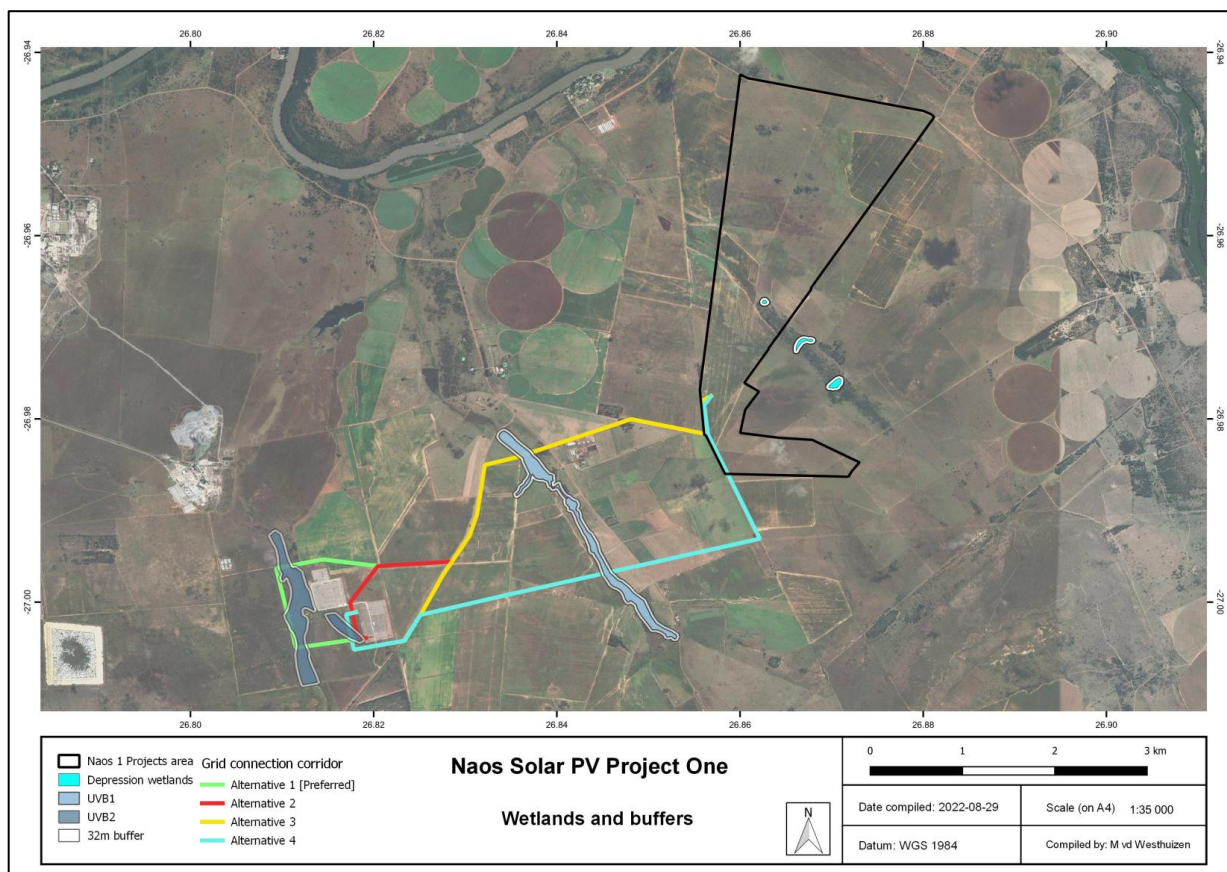 26.80 26.82 26.84 26.86 26.88 26.90
-26.94 -26.94
-26.96 -26.96
-26.98 -26.98
-27.00 -27.00
26.80 26.82 26.84 26.86 26.88 26.90
Naos 1 Projects area
Depression wetlands
UVB1
UVB2
32m buffer
Grid connection corridor
Alternative 1 [Preferred]
Alternative 2
Alternative 3
Alternative 4
Naos Solar PV Project One
Wetlands and buffers
N
0 1 2 3 km
Date compiled: 2022-08-29
Scale (on A4) 1:35 000
Datum: WGS 1984
Compiled by: M vd Westhuizen